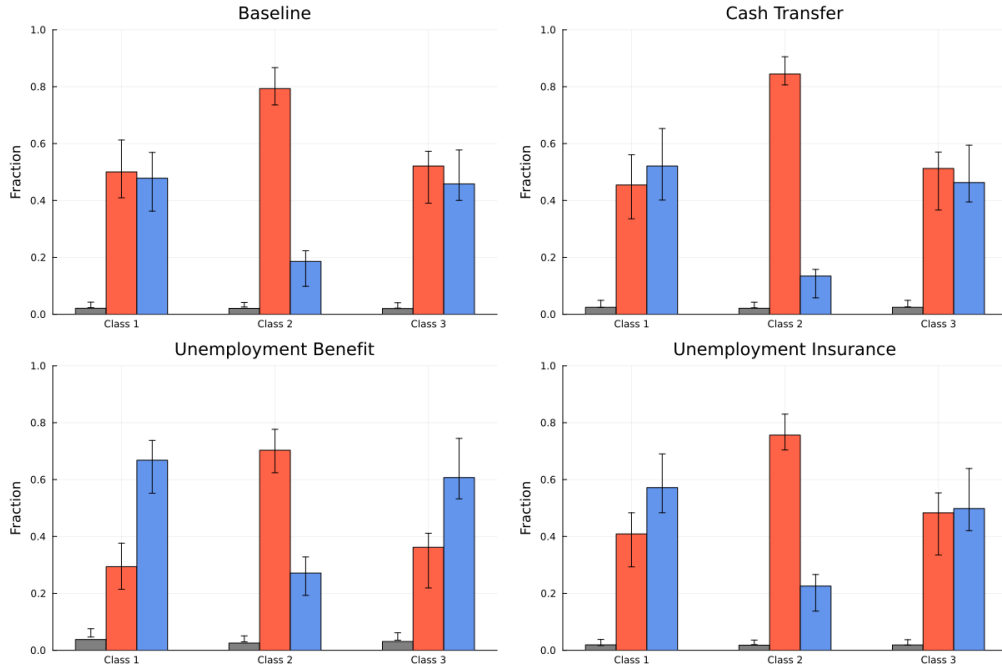 Baseline
Fraction
1.0
0.8
0.6
0.4
0.2
0.0
Class 1
Class 2
Class 3
Cash Transfer
Fraction
1.0
0.8
0.6
0.4
0.2
0.0
Class 1
Class 2
Class 3
Unemployment Benefit
Fraction
1.0
0.8
0.6
0.4
0.2
0.0
Class 1
Class 2
Class 3
Unemployment Insurance
Fraction
1.0
0.8
0.6
0.4
0.2
0.0
Class 1
Class 2
Class 3